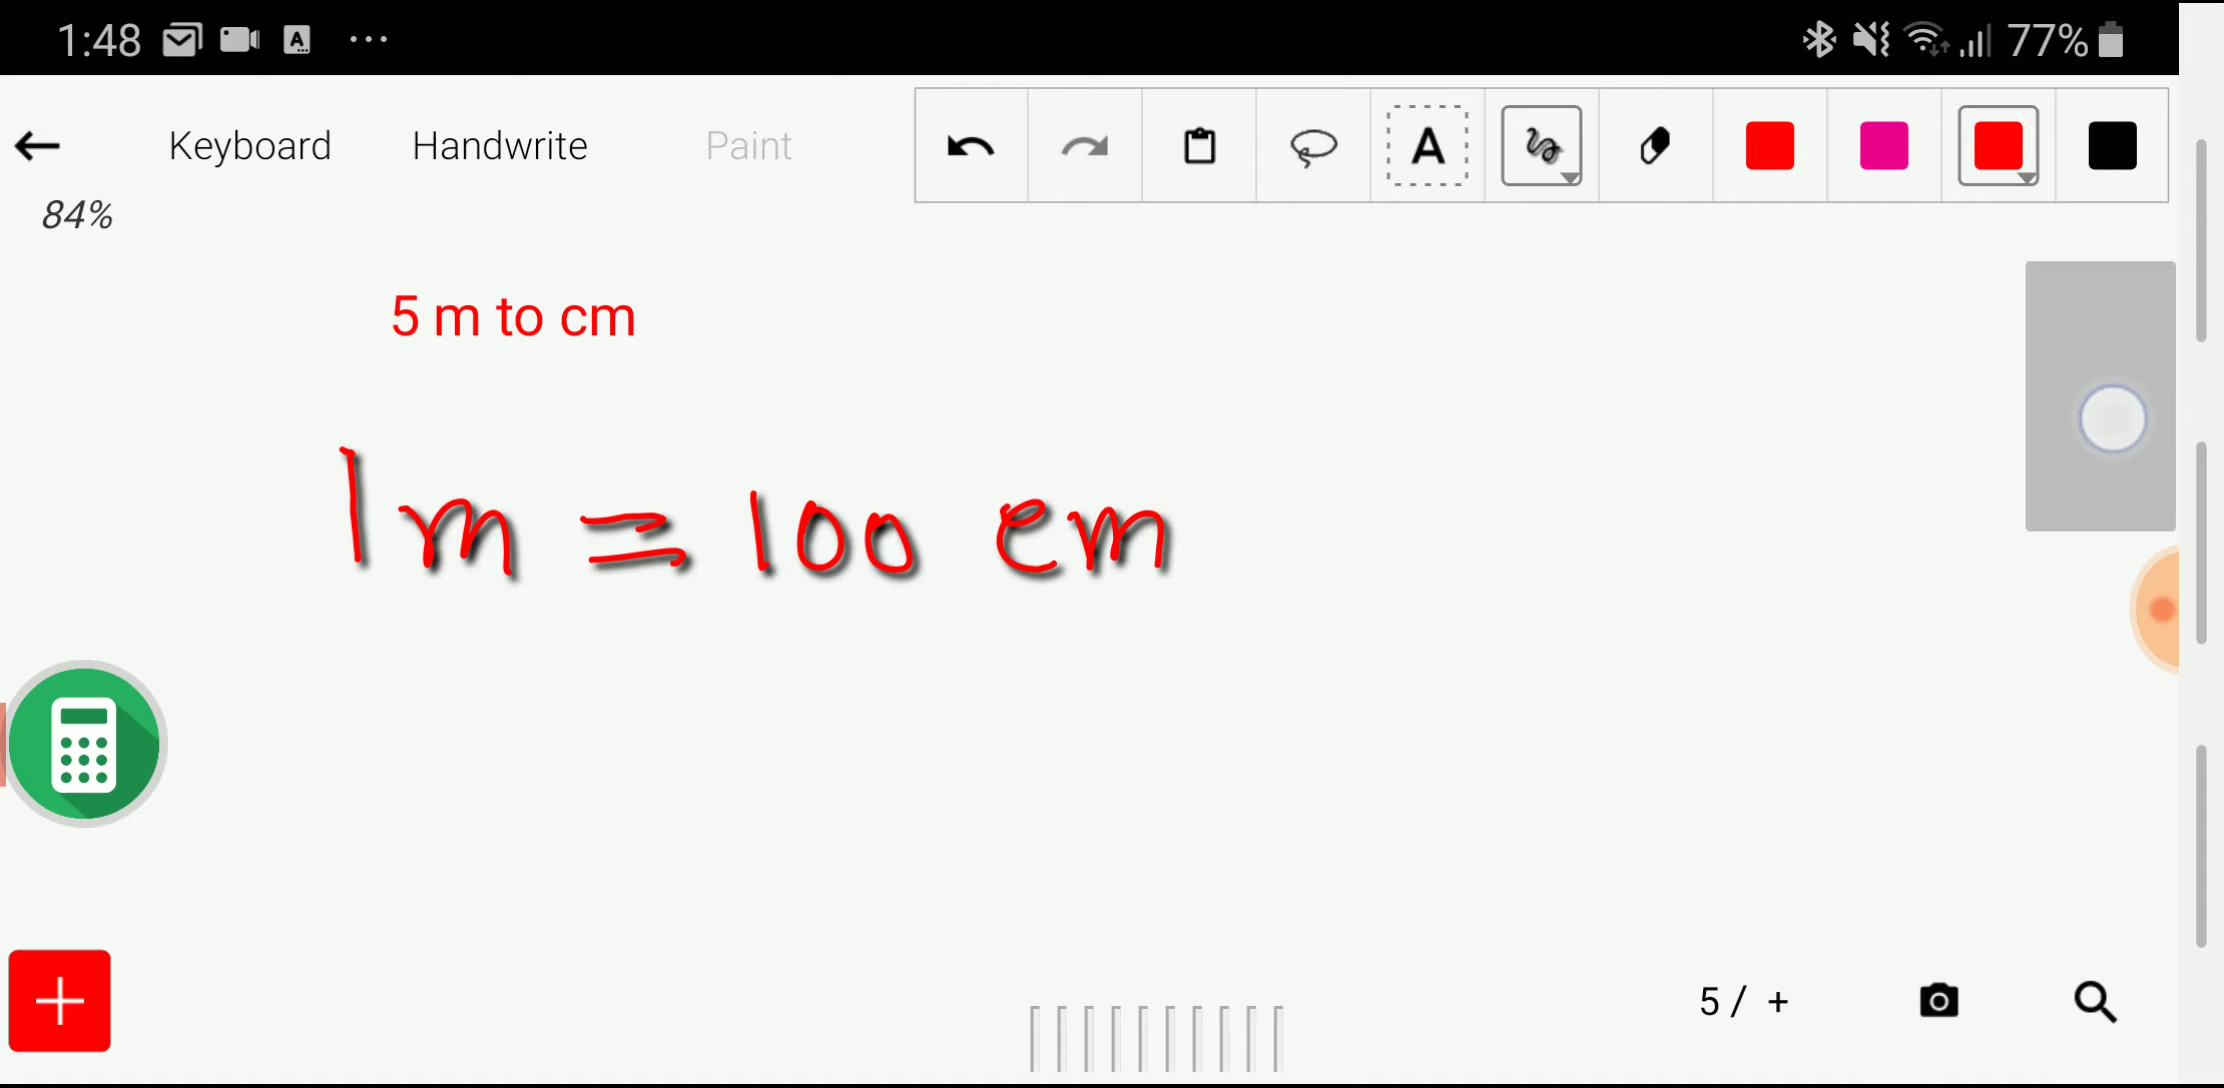 1:48 A ... 77%
Keyboard Handwrite Paint A
84%
5 m to cm
1m = 100 cm
5 / +